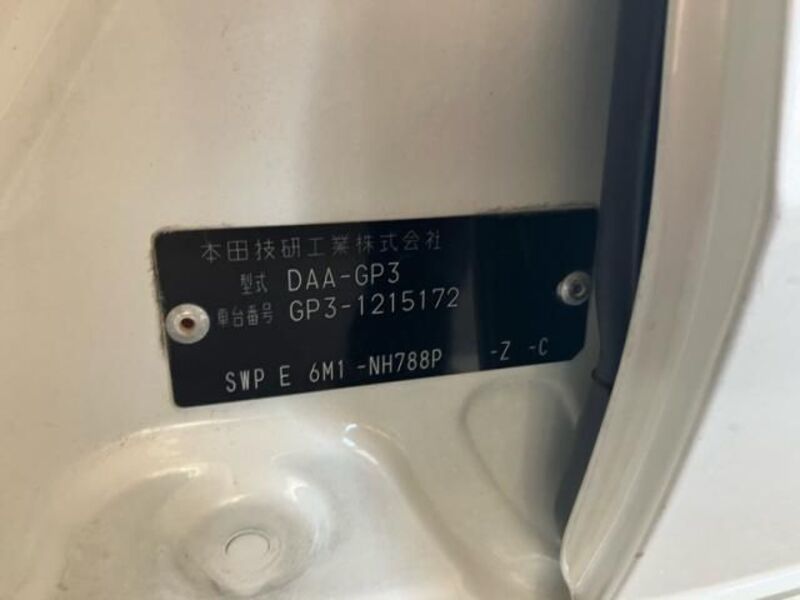 本田技研工業株式会社
型式 DAA-GP3
車台番号 GP3-1215172
SWP E 6M1 -NH788P -Z -C